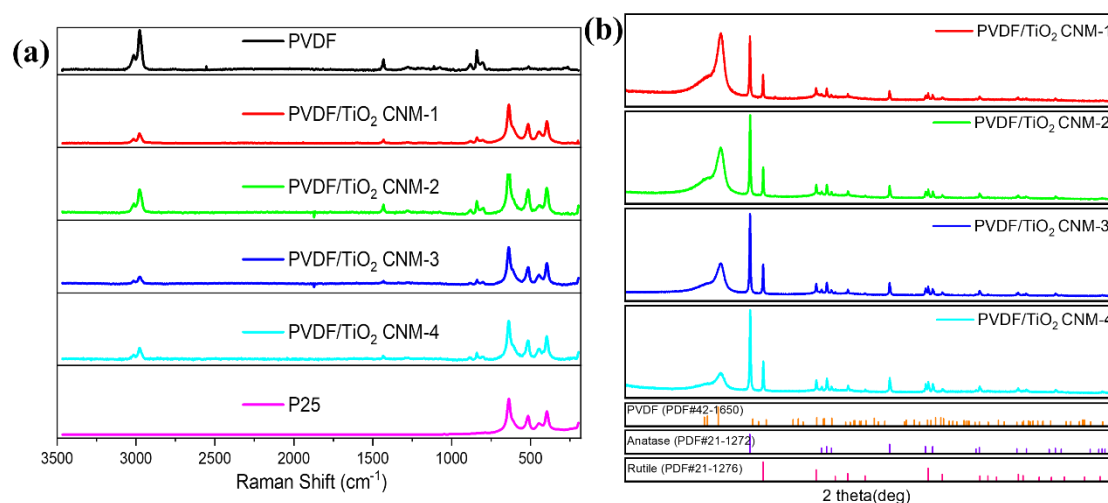 (a)
PVDF
PVDF/TiO₂ CNM-1
PVDF/TiO₂ CNM-2
PVDF/TiO₂ CNM-3
PVDF/TiO₂ CNM-4
P25
3500 3000 2500 2000 1500 1000 500
Raman Shift (cm⁻¹)
(b)
PVDF/TiO₂ CNM-1
PVDF/TiO₂ CNM-2
PVDF/TiO₂ CNM-3
PVDF/TiO₂ CNM-4
PVDF (PDF#42-1650)
Anatase (PDF#21-1272)
Rutile (PDF#21-1276)
2 theta(deg)